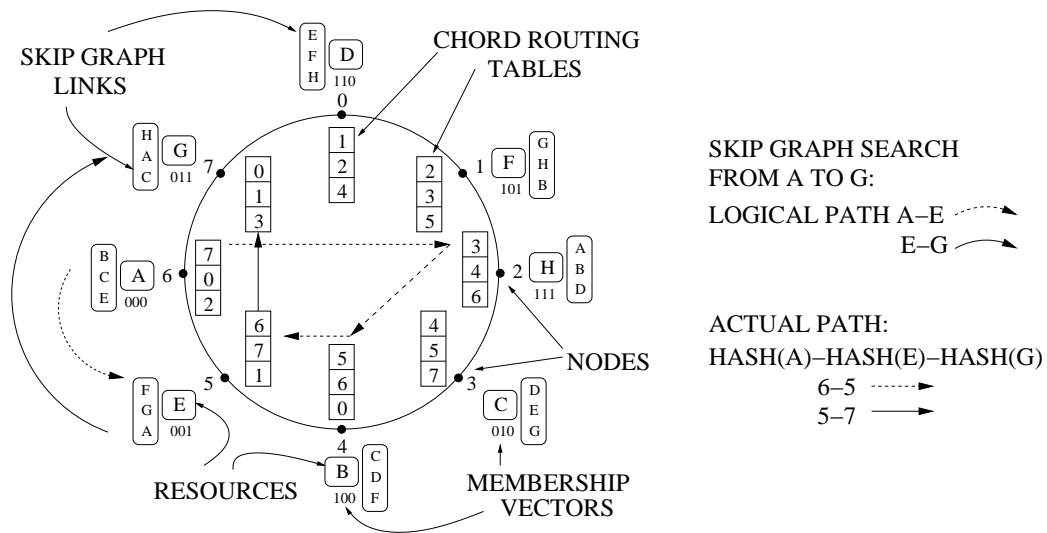 SKIP GRAPH
LINKS
E
F
H
D
110
0
CHORD ROUTING
TABLES
H
A
C
G
011
7
0
1
3
1
2
4
2
3
5
1
F
101
G
H
B
B
C
E
A
000
6
7
0
2
3
4
6
2
H
111
A
B
D
6
7
1
5
6
0
4
5
7
NODES
F
G
A
E
001
5
4
B
100
C
D
F
3
C
010
D
E
G
RESOURCES
MEMBERSHIP
VECTORS
SKIP GRAPH SEARCH
FROM A TO G:
LOGICAL PATH A–E
E–G
ACTUAL PATH:
HASH(A)–HASH(E)–HASH(G)
6–5
5–7